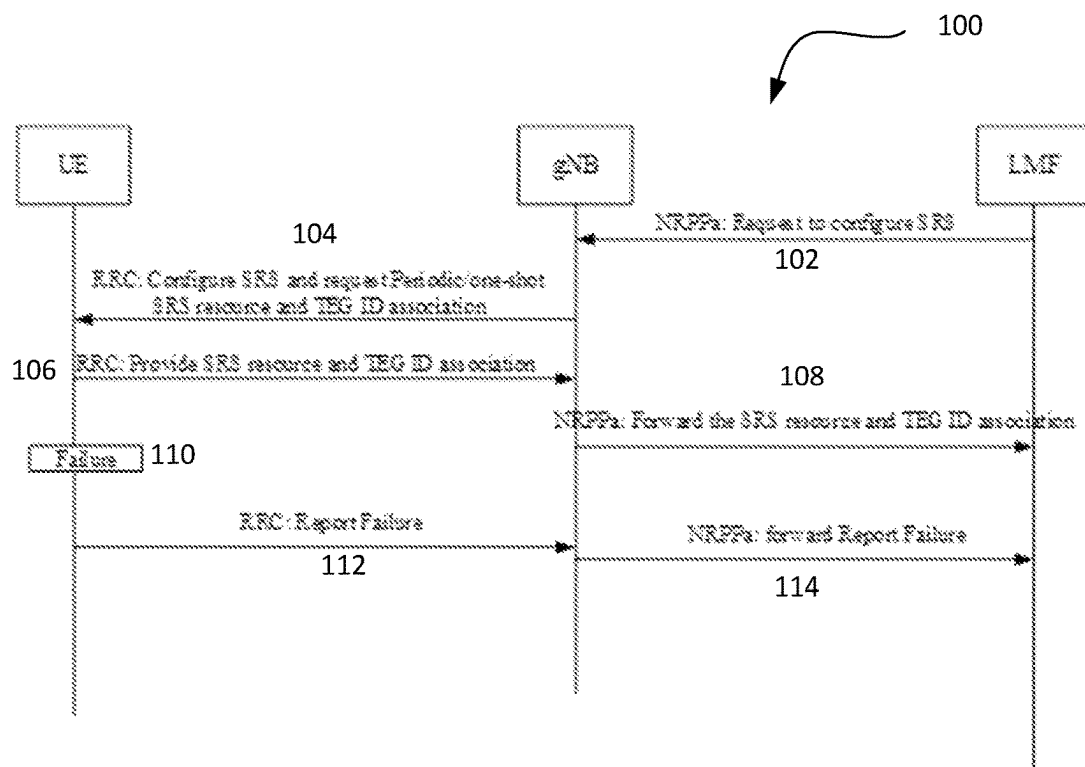 100
UE
gNB
LMF
NRPPa: Request to configure SRS
102
104
RRC: Configure SRS and request Periodic/one-shot
SRS resource and TEG ID association
106
RRC: Provide SRS resource and TEG ID association
108
NRPPa: Forward the SRS resource and TEG ID association
Failure
110
RRC: Report Failure
112
NRPPa: forward Report Failure
114